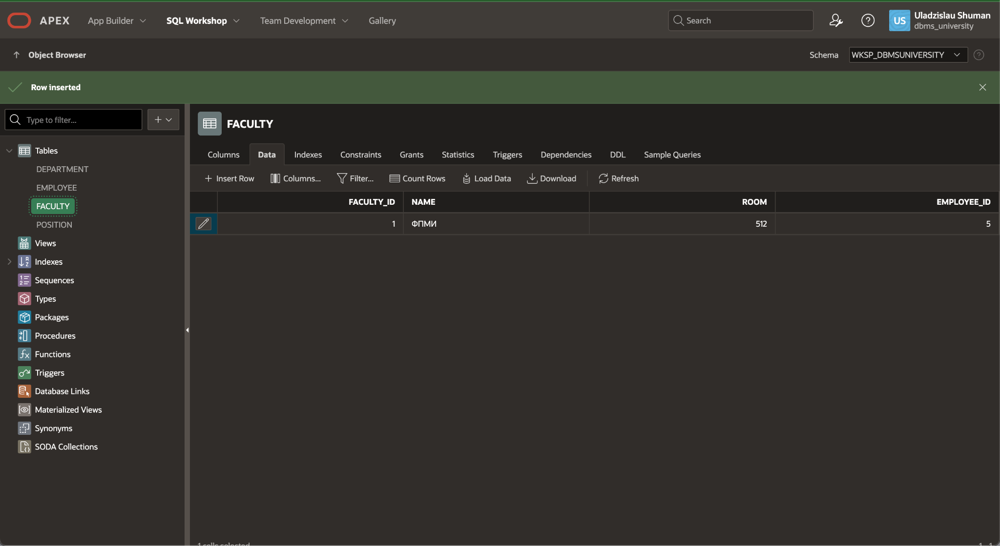 APEX App Builder SQL Workshop Team Development Gallery Search US Uladzislau Shuman
dbms_university
Object Browser Schema WKSP_DBMSUNIVERSITY
Row inserted
Type to filter...
FACULTY
Tables
DEPARTMENT
EMPLOYEE
FACULTY
POSITION
Views
Indexes
Sequences
Types
Packages
Procedures
Functions
Triggers
Database Links
Materialized Views
Synonyms
SODA Collections
Columns Data Indexes Constraints Grants Statistics Triggers Dependencies DDL Sample Queries
Insert Row Columns... Filter... Count Rows Load Data Download Refresh
FACULTY_ID NAME ROOM EMPLOYEE_ID
1 ФПМИ 512 5
1 cells selected
1 - 1